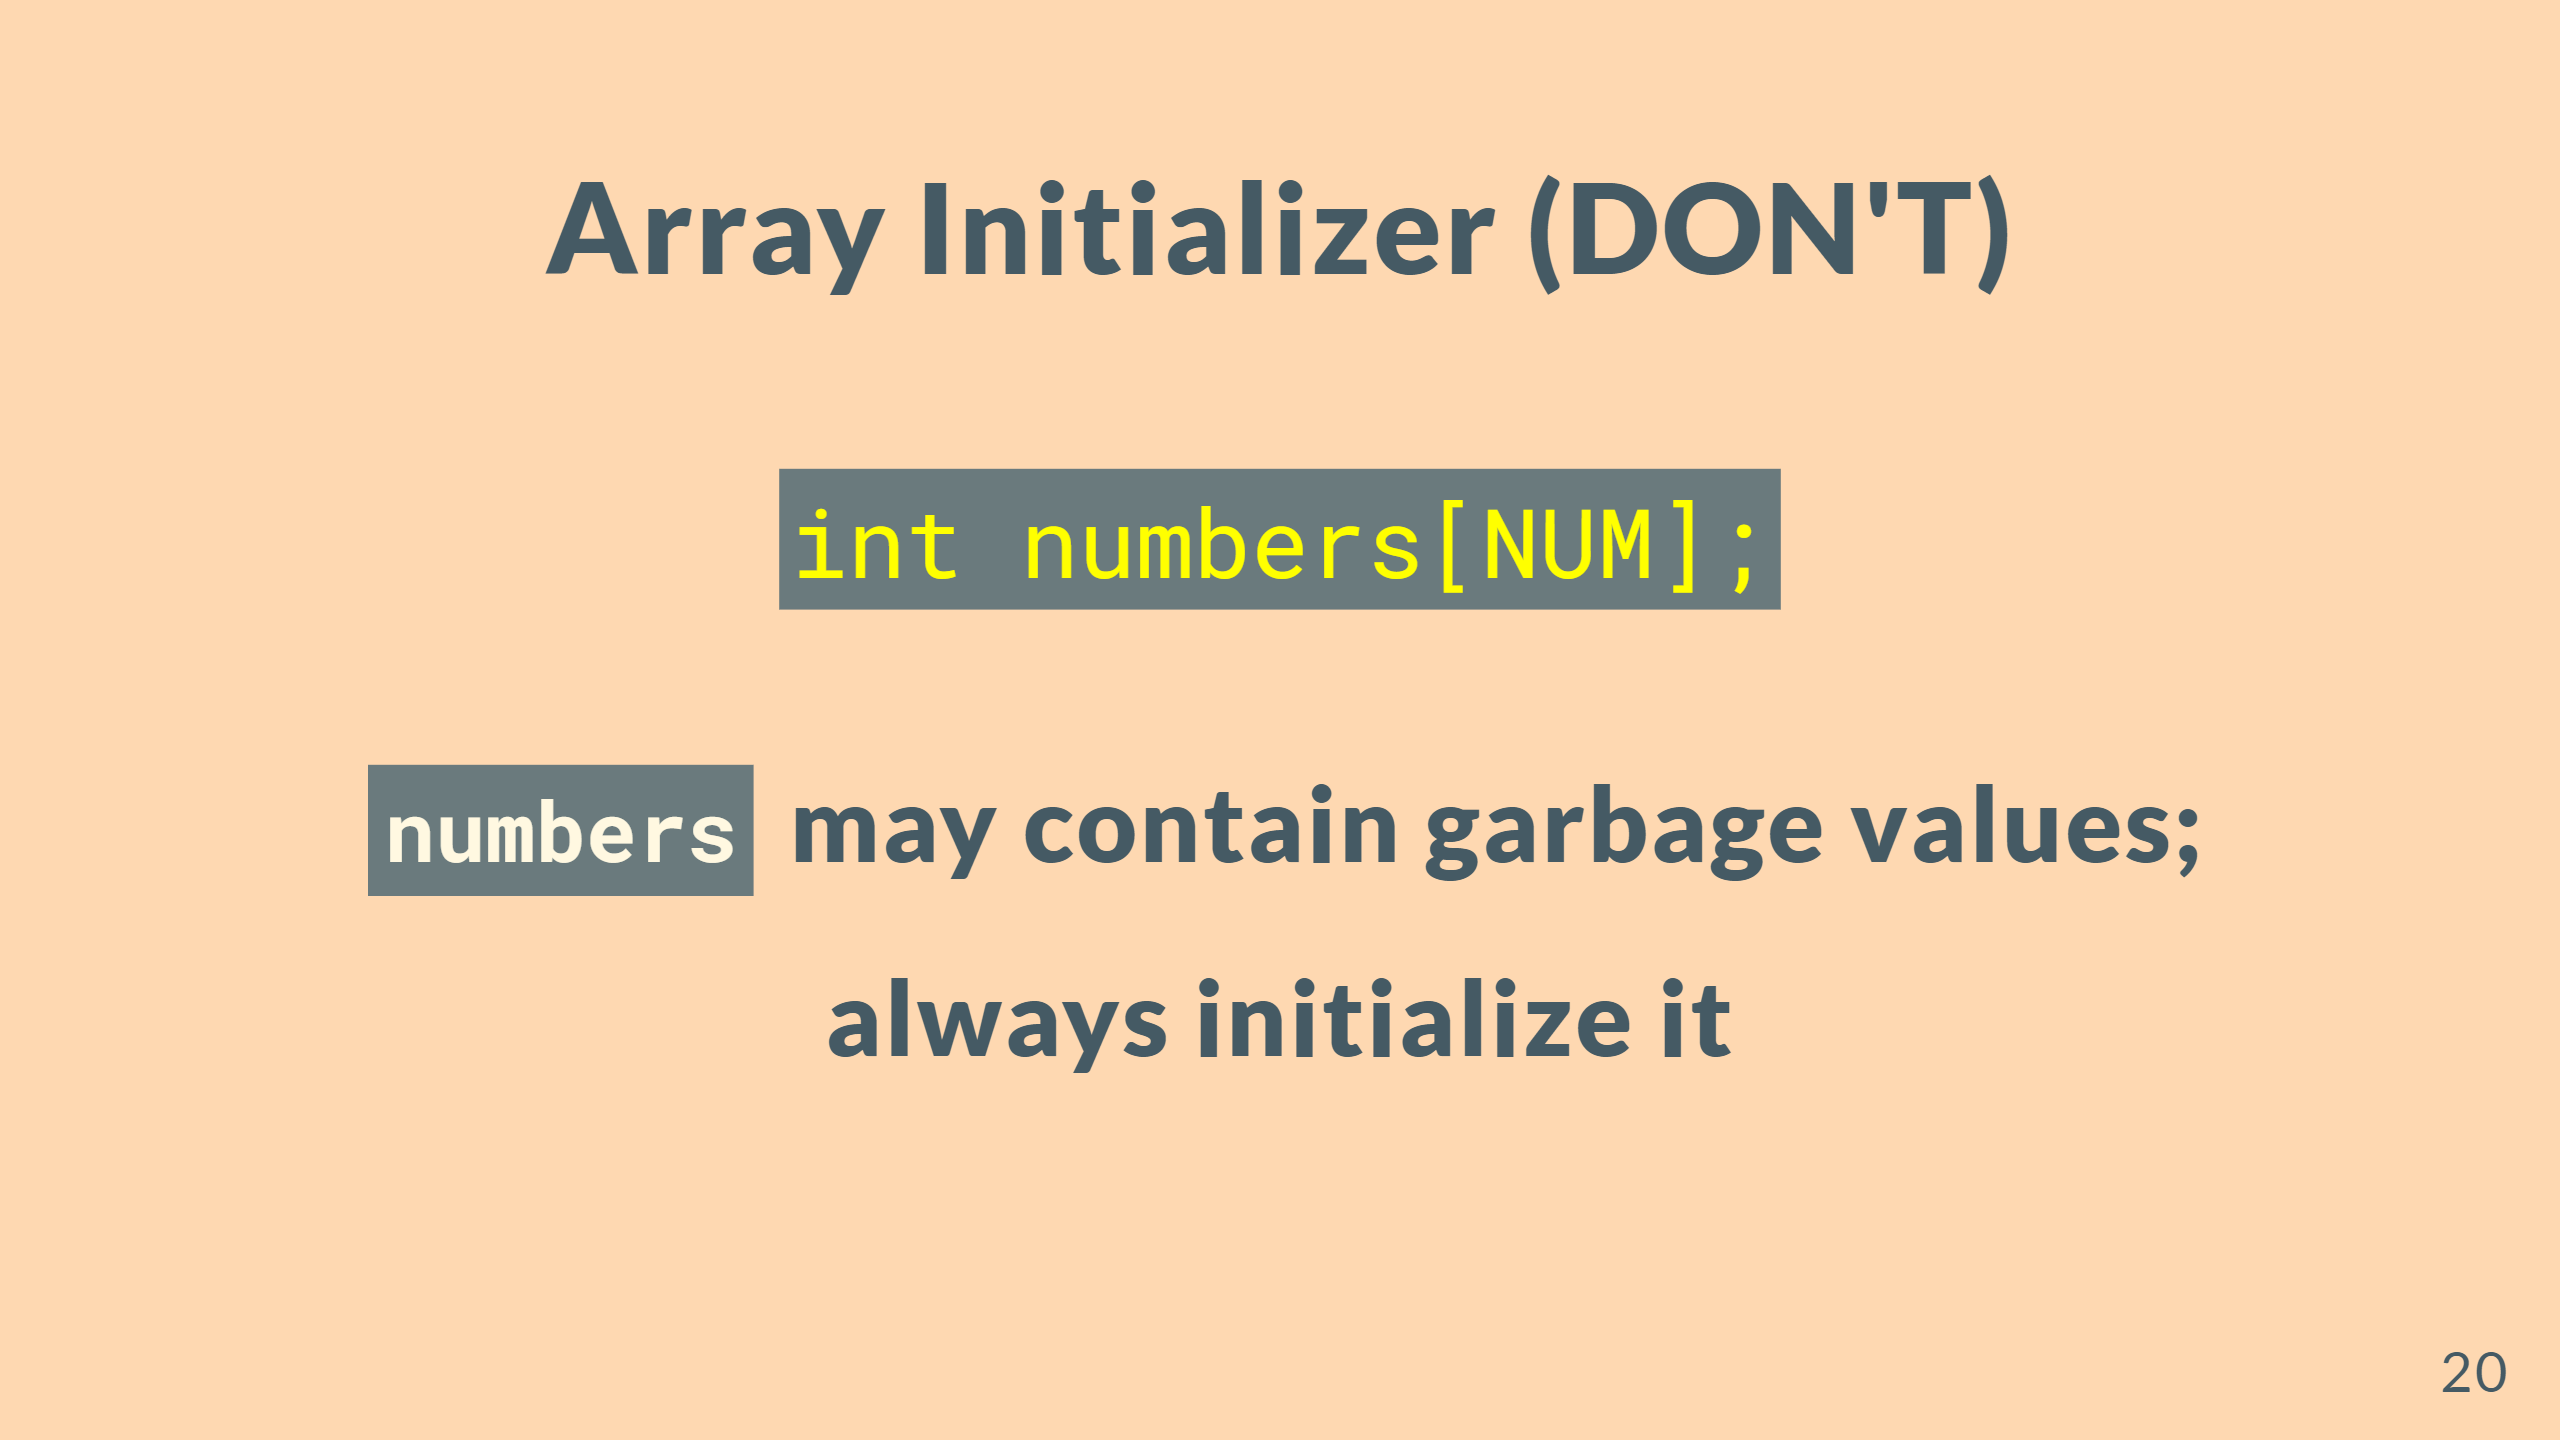 Array Initializer (DON'T)
int numbers[NUM];
numbers may contain garbage values;
always initialize it
20